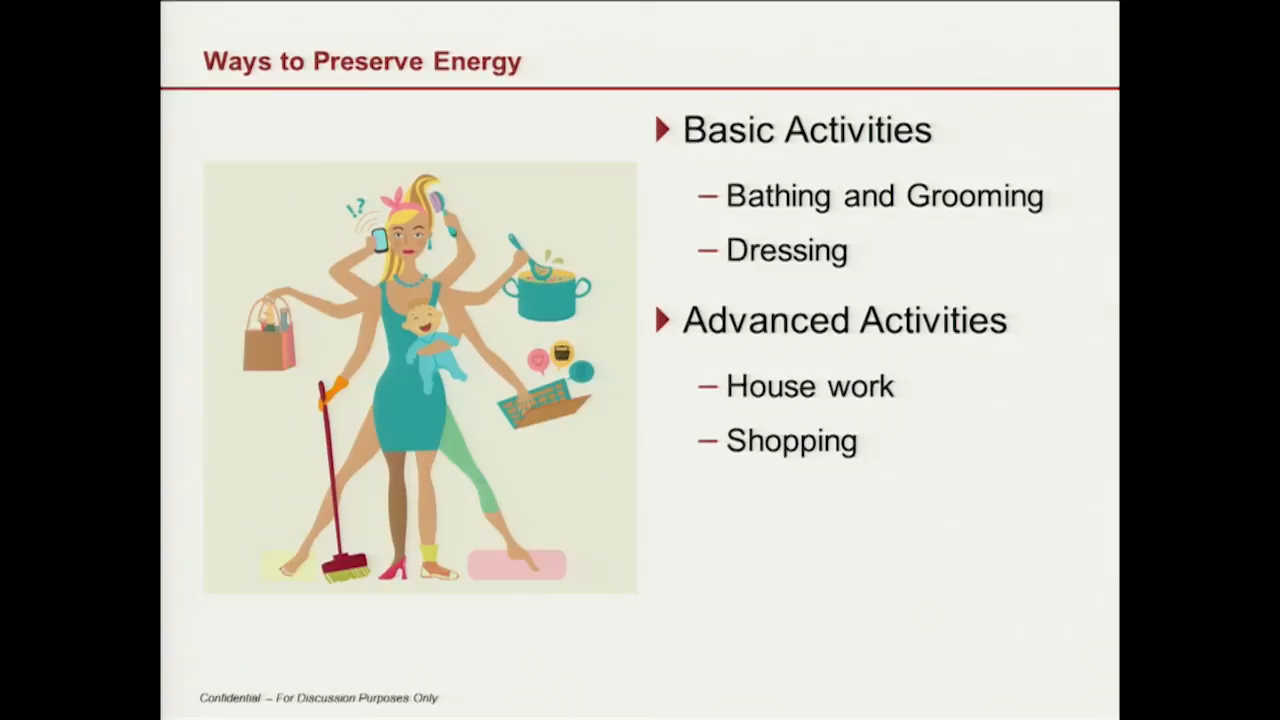 Ways to Preserve Energy
Basic Activities
– Bathing and Grooming
– Dressing
Advanced Activities
– House work
– Shopping
!?
Confidential – For Discussion Purposes Only